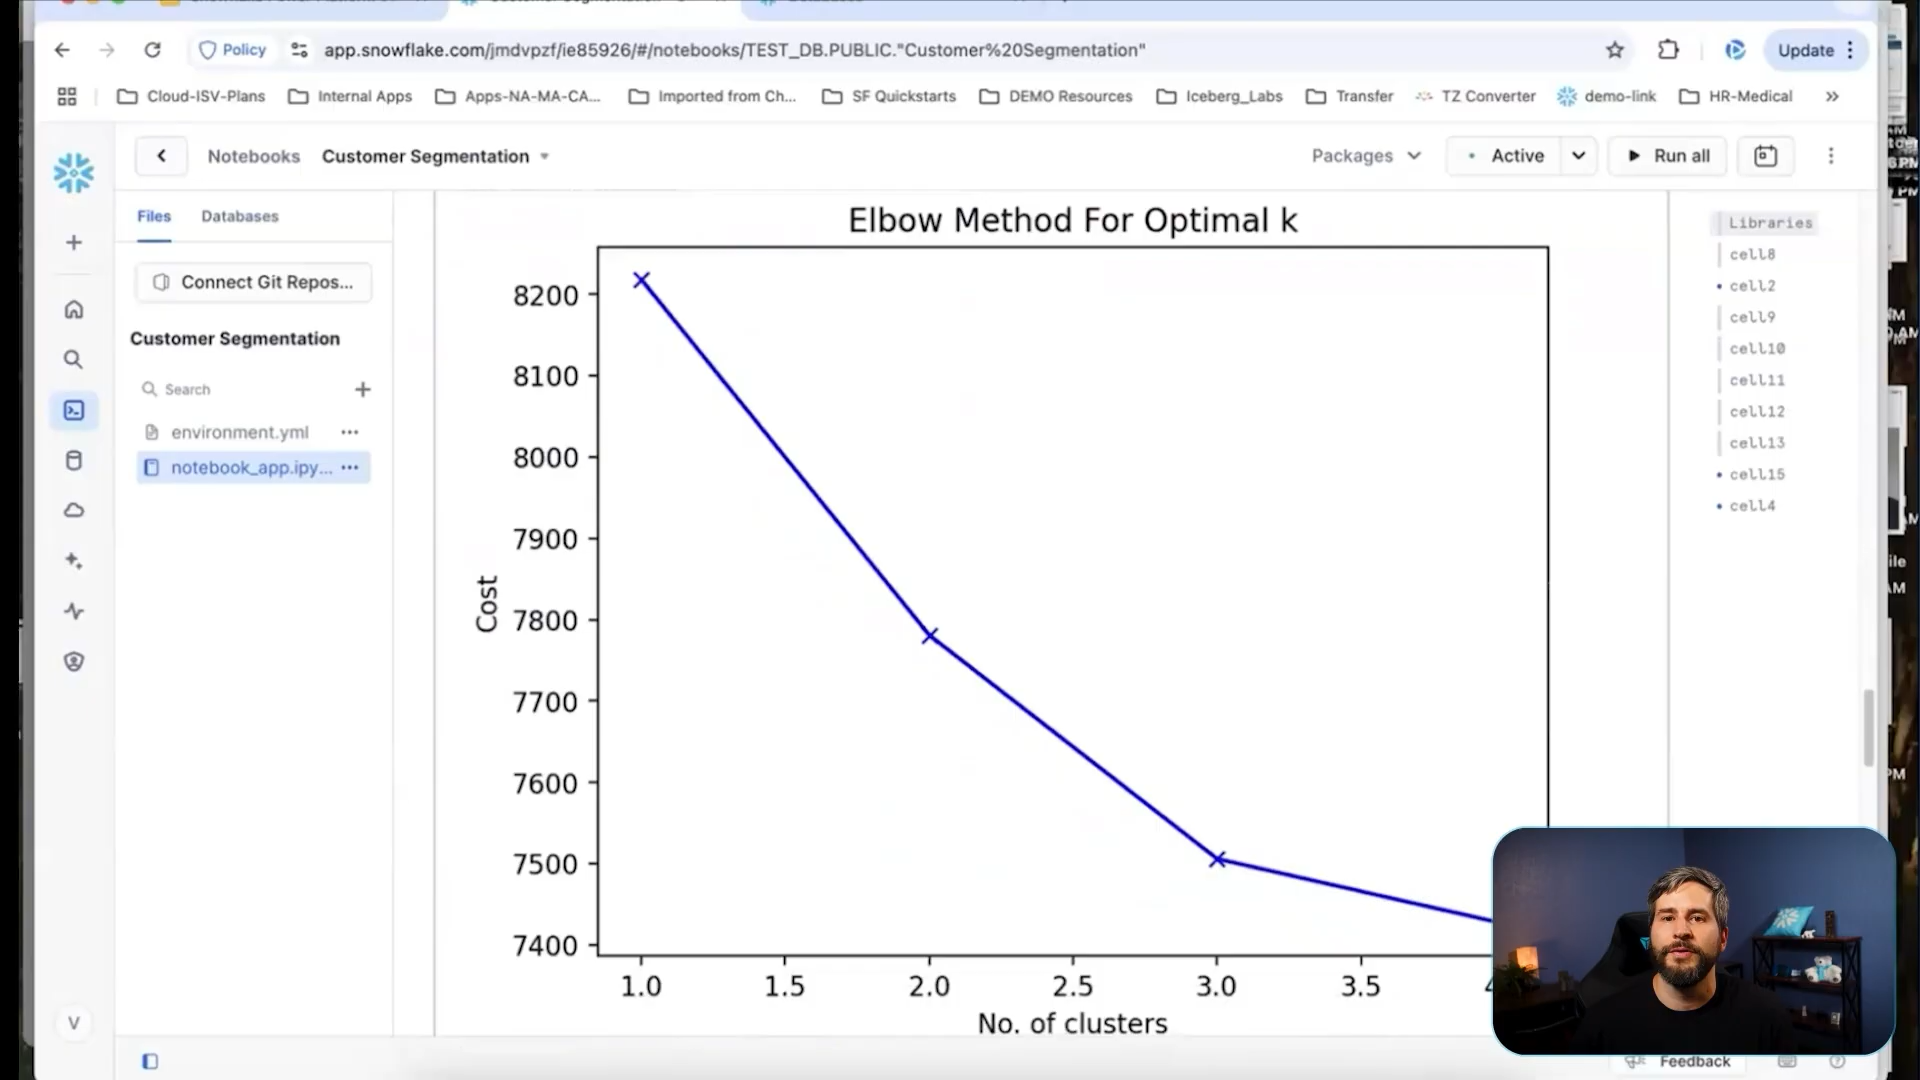 Policy
app.snowflake.com/jmdvpzf/ie85926/#/notebooks/TEST_DB.PUBLIC."Customer%20Segmentation"
Update
Cloud-ISV-Plans
Internal Apps
Apps-NA-MA-CA...
Imported from Ch...
SF Quickstarts
DEMO Resources
Iceberg_Labs
Transfer
TZ Converter
demo-link
HR-Medical
Notebooks
Customer Segmentation
Packages
Active
Run all
Files
Databases
Connect Git Repos...
Customer Segmentation
Search
environment.yml
notebook_app.ipy...
V
Elbow Method For Optimal k
8200
8100
8000
7900
7800
7700
7600
7500
7400
Cost
1.0
1.5
2.0
2.5
3.0
3.5
No. of clusters
Libraries
cell8
cell2
cell9
cell10
cell11
cell12
cell13
cell15
cell4
Feedback